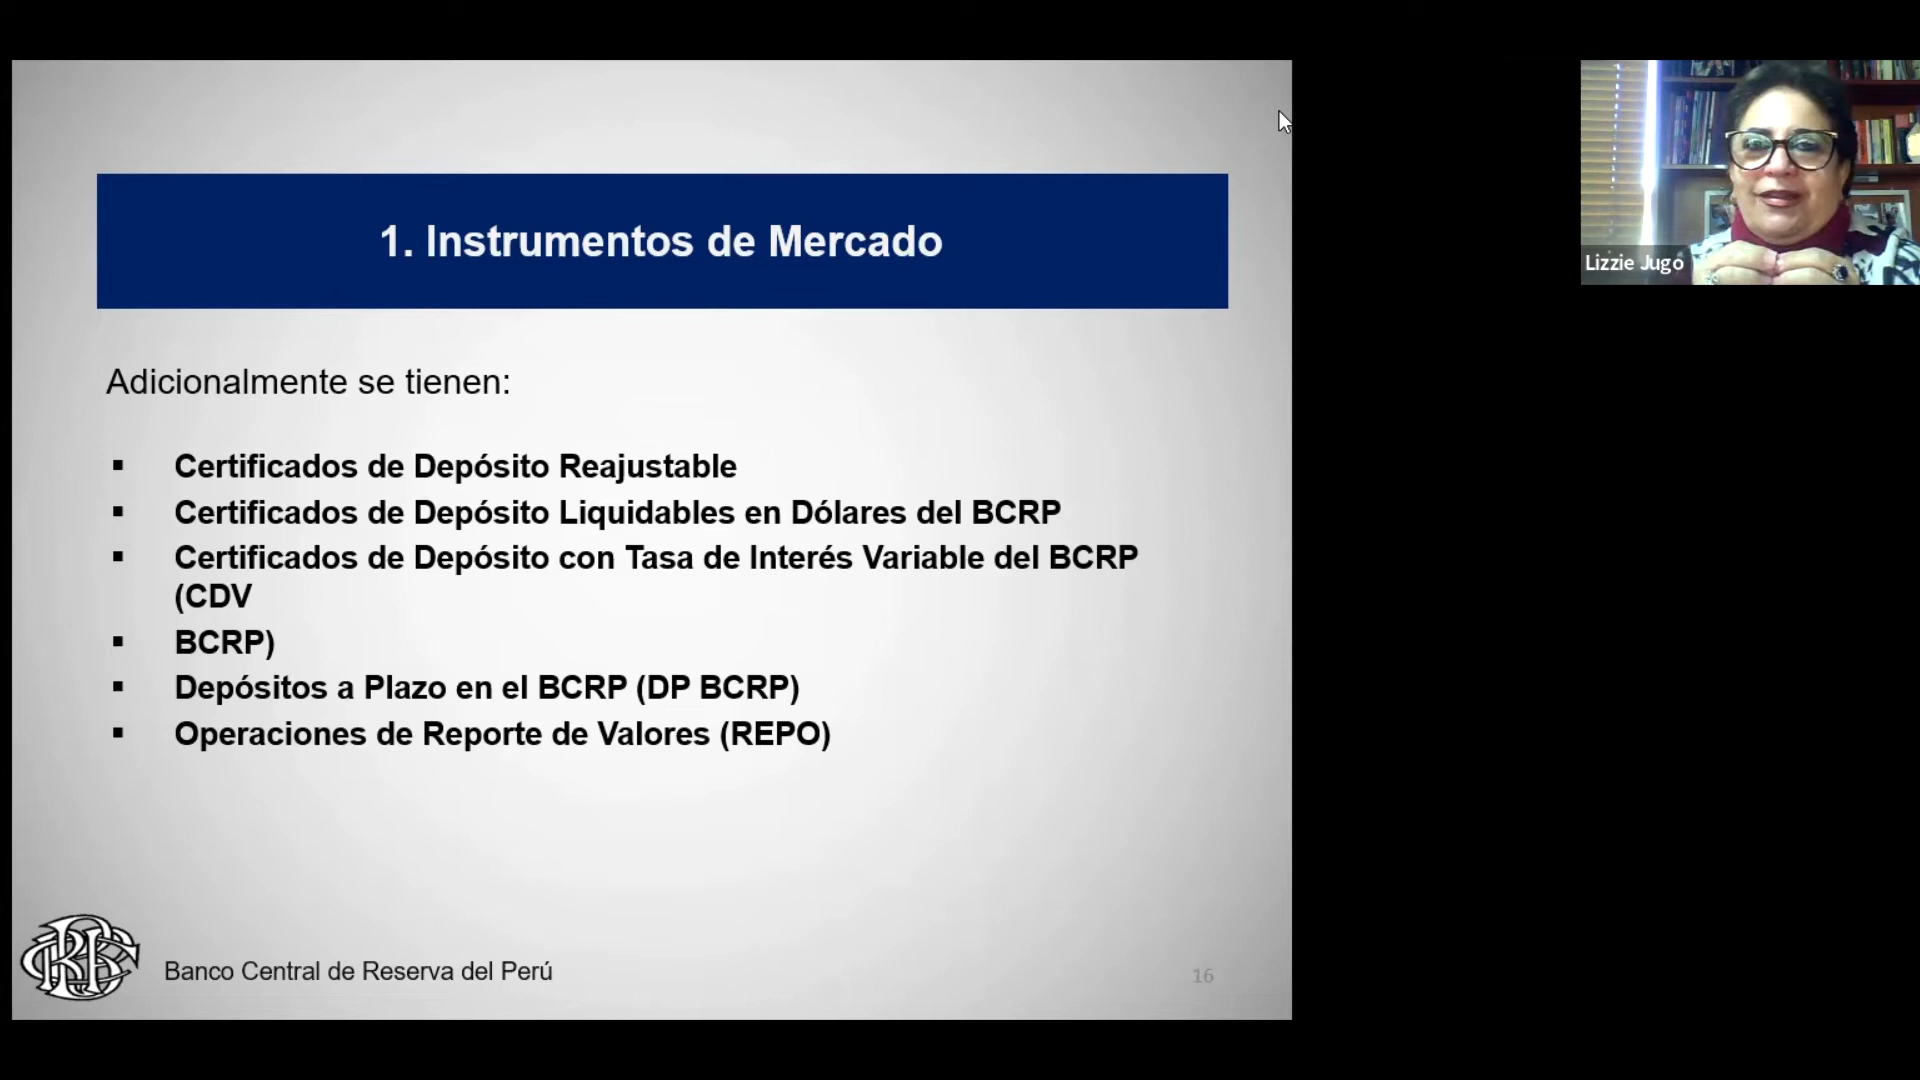 1. Instrumentos de Mercado
Lizzie Jugo
Adicionalmente se tienen:
▪ Certificados de Depósito Reajustable
▪ Certificados de Depósito Liquidables en Dólares del BCRP
▪ Certificados de Depósito con Tasa de Interés Variable del BCRP
(CDV
▪ BCRP)
▪ Depósitos a Plazo en el BCRP (DP BCRP)
▪ Operaciones de Reporte de Valores (REPO)
Banco Central de Reserva del Perú
16